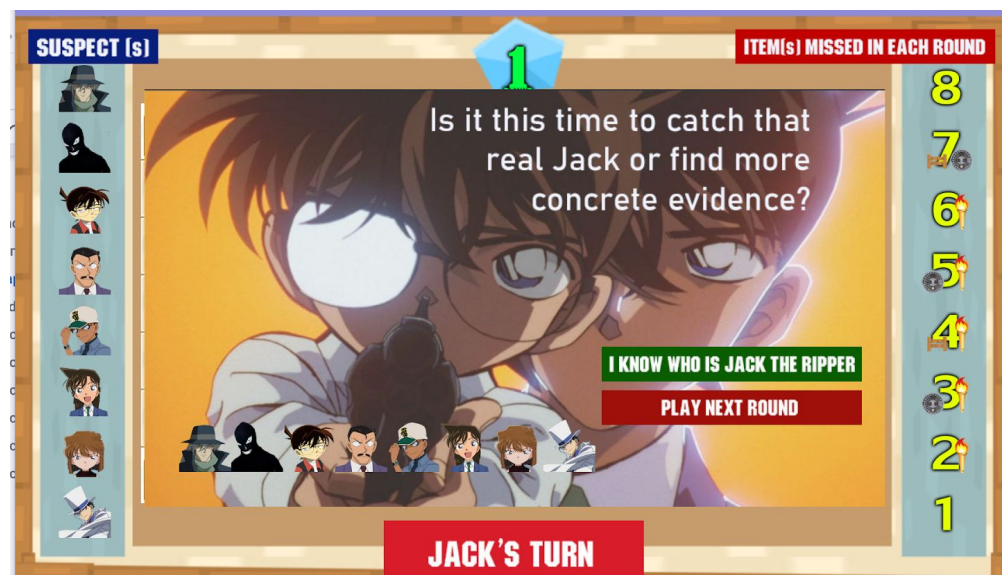 SUSPECT (s)
1
ITEM(s) MISSED IN EACH ROUND
Is it this time to catch that
real Jack or find more
concrete evidence?
I KNOW WHO IS JACK THE RIPPER
PLAY NEXT ROUND
8
7
6
5
4
3
2
1
JACK'S TURN